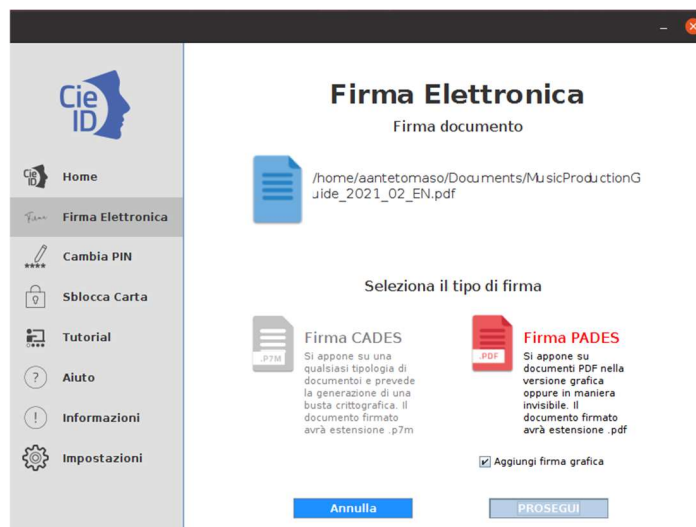 Cie
ID
Cie
ID
Home
Firma
Firma Elettronica
Cambia PIN
Sblocca Carta
Tutorial
?
Aiuto
!
Informazioni
Impostazioni
Firma Elettronica
Firma documento
/home/aantetomaso/Documents/MusicProductionG
uide_2021_02_EN.pdf
Seleziona il tipo di firma
.P7M
Firma CADES
Si appone su una
qualsiasi tipologia di
documentoi e prevede
la generazione di una
busta crittografica. Il
documento firmato
avrà estensione .p7m
.PDF
Firma PADES
Si appone su
documenti PDF nella
versione grafica
oppure in maniera
invisibile. Il
documento firmato
avrà estensione .pdf
Aggiungi firma grafica
Annulla
PROSEGUI